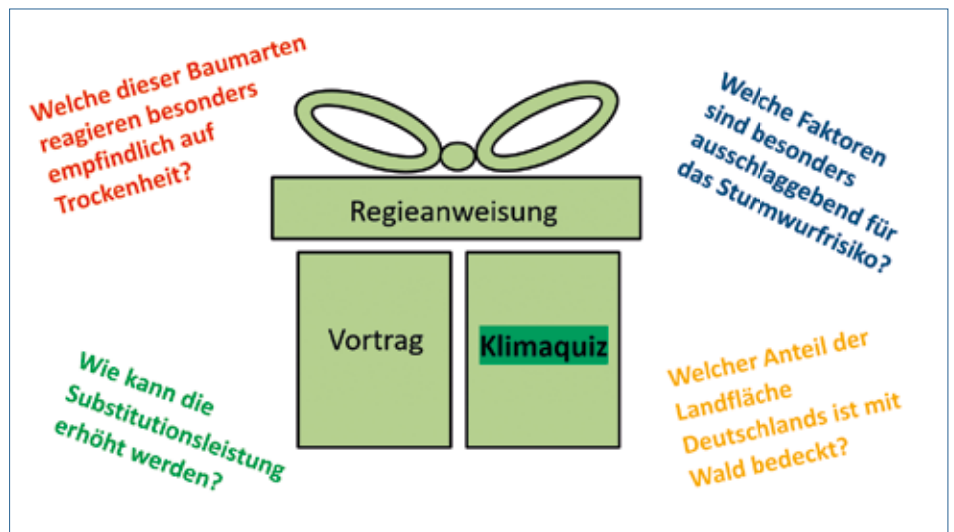 Welche dieser Baumarten
reagieren besonders
empfindlich auf
Trockenheit?
Welche Faktoren
sind besonders
ausschlaggebend für
das Sturmwurfrisiko?
Regieanweisung
Vortrag
Klimaquiz
Wie kann die
Substitutionsleistung
erhöht werden?
Welcher Anteil der
Landfläche
Deutschlands ist mit
Wald bedeckt?